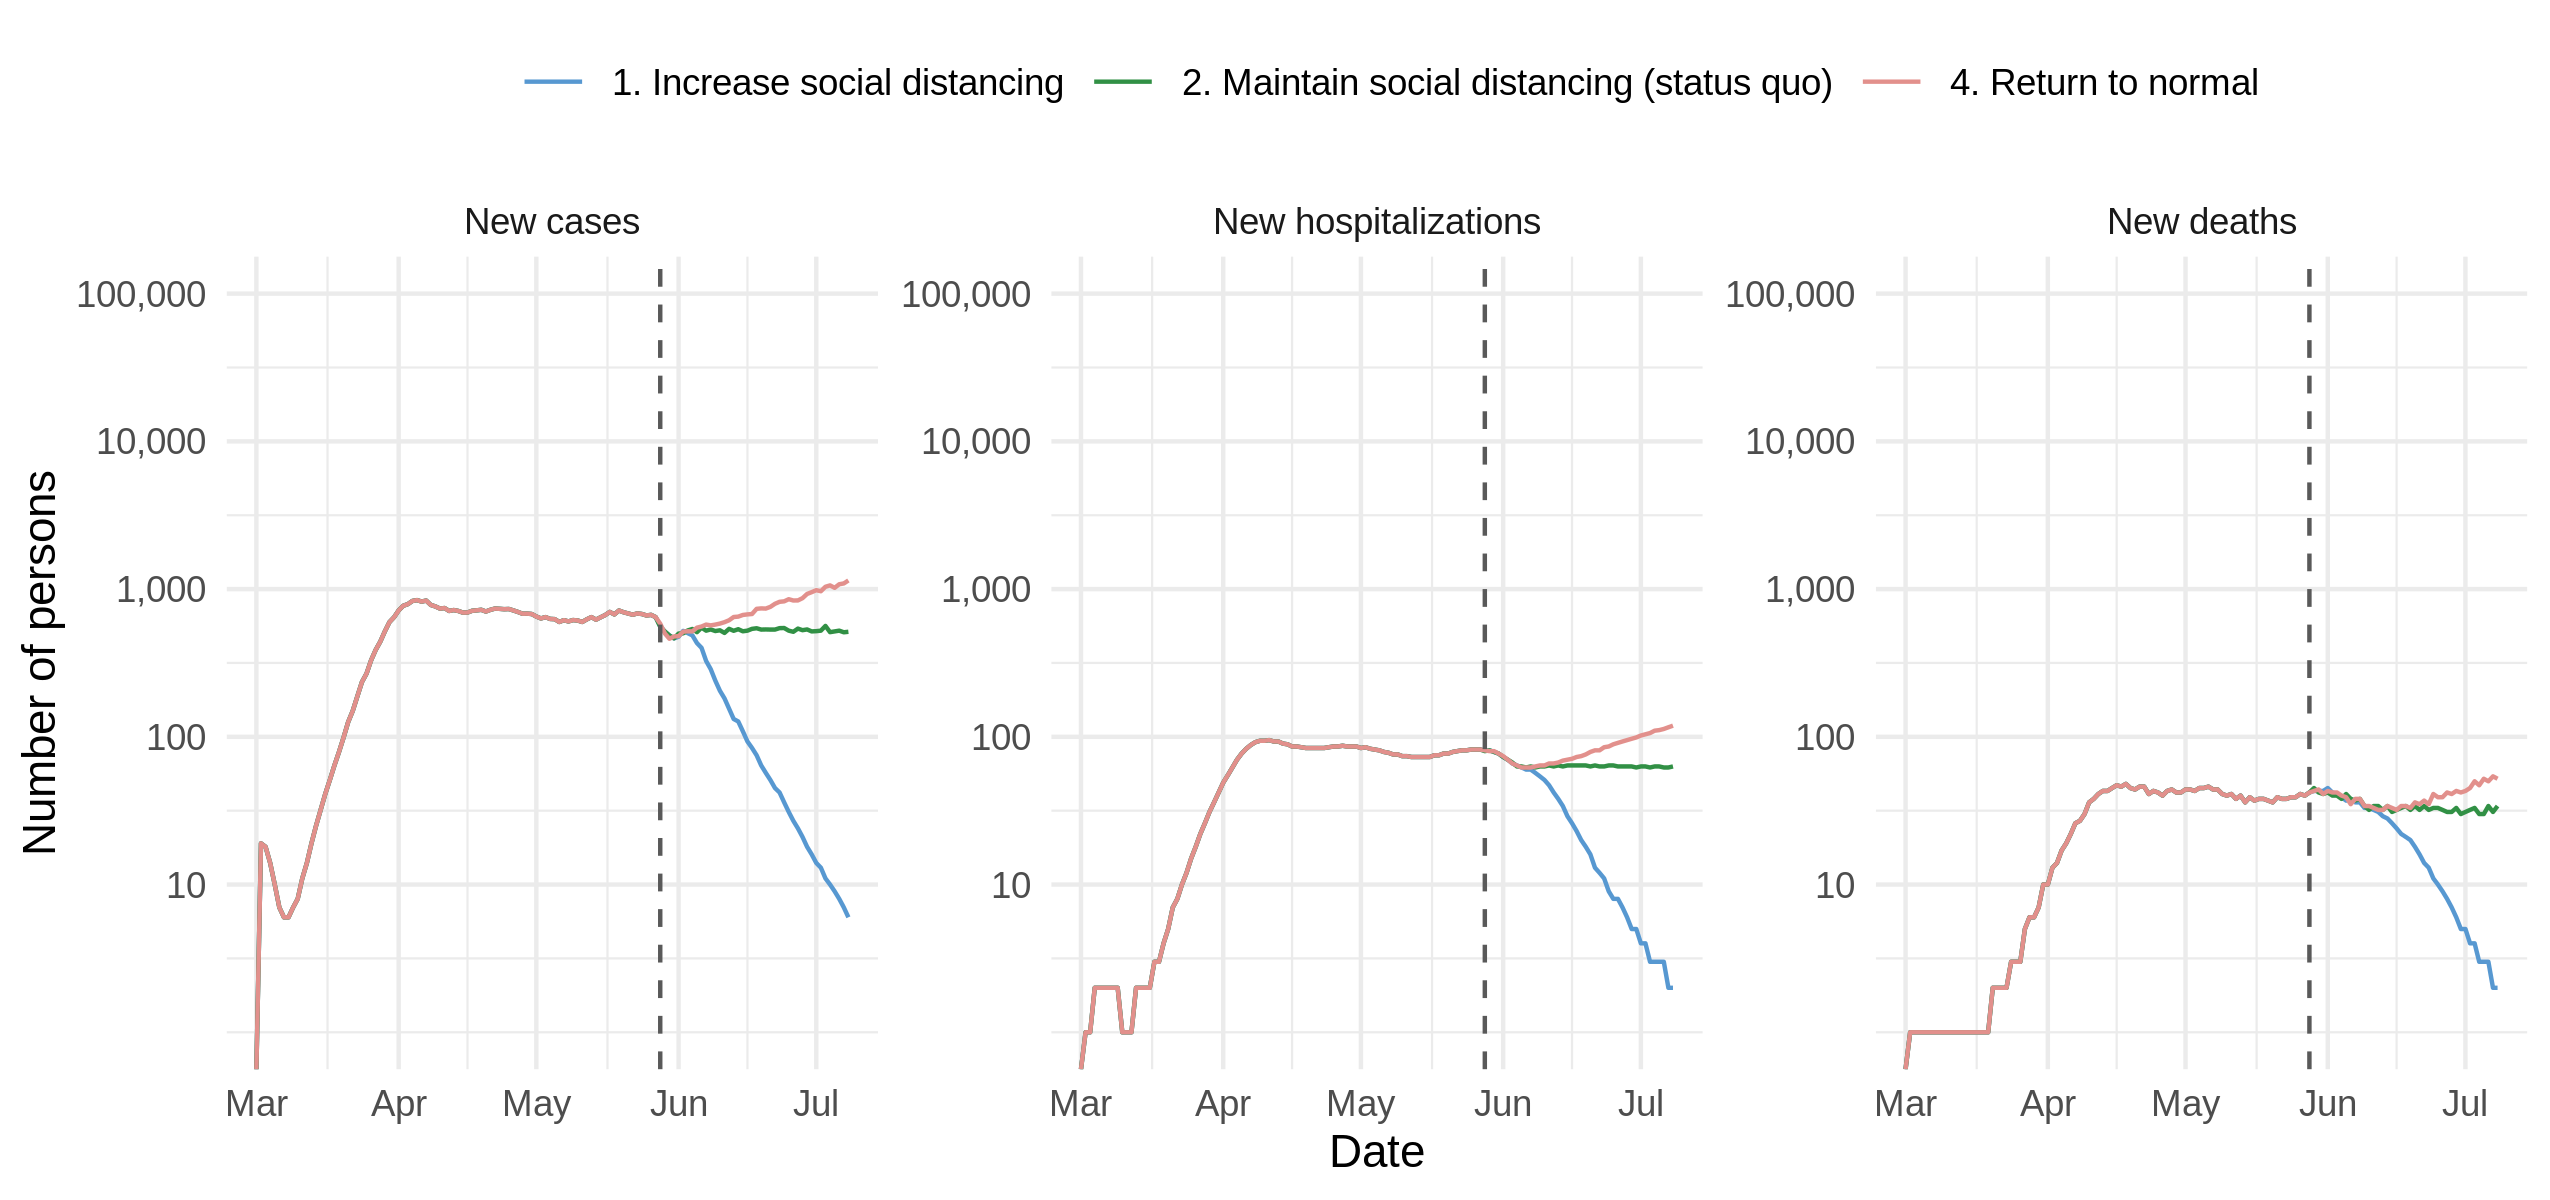 1. Increase social distancing 2. Maintain social distancing (status quo) 4. Return to normal
New cases New hospitalizations New deaths
Number of persons
100,000 100,000 100,000
10,000 10,000 10,000
1,000 1,000 1,000
100 100 100
10 10 10
Mar Apr May Jun Jul Mar Apr May Jun Jul Mar Apr May Jun Jul
Date